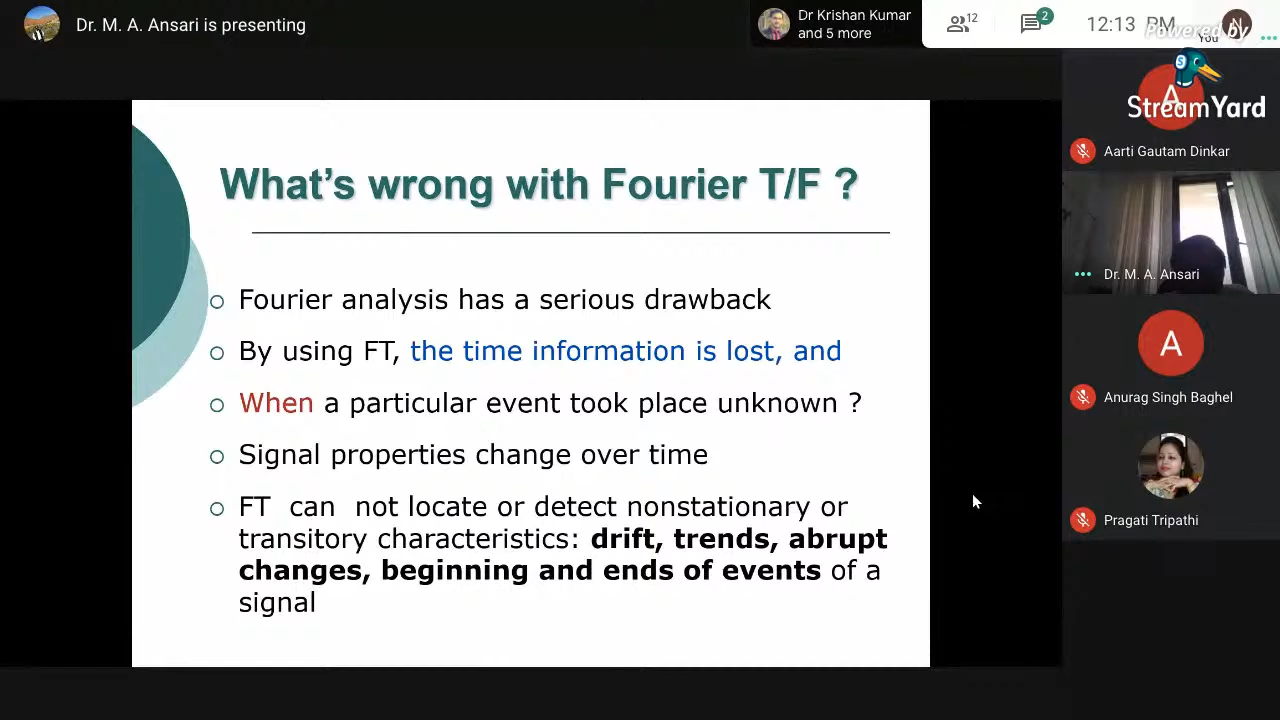 Dr. M. A. Ansari is presenting
Dr Krishan Kumar
and 5 more
12
2
12:13 PM
N
You
Powered by
S
A
StreamYard
Aarti Gautam Dinkar
Dr. M. A. Ansari
A
Anurag Singh Baghel
Pragati Tripathi
What's wrong with Fourier T/F ?
Fourier analysis has a serious drawback
By using FT, the time information is lost, and
When a particular event took place unknown ?
Signal properties change over time
FT can not locate or detect nonstationary or
transitory characteristics: drift, trends, abrupt
changes, beginning and ends of events of a
signal